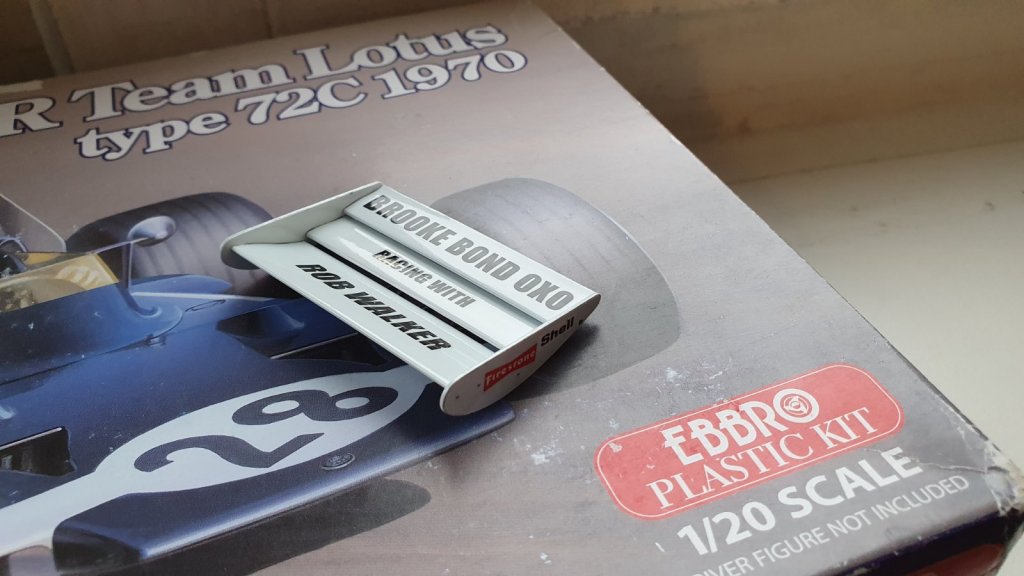 R Team Lotus
type 72C 1970
BROOKE BOND OXO
RACING WITH
ROB WALKER
Firestone
Shell
28
EBBRO
PLASTIC KIT
1/20 SCALE
FIGURE NOT INCLUDED